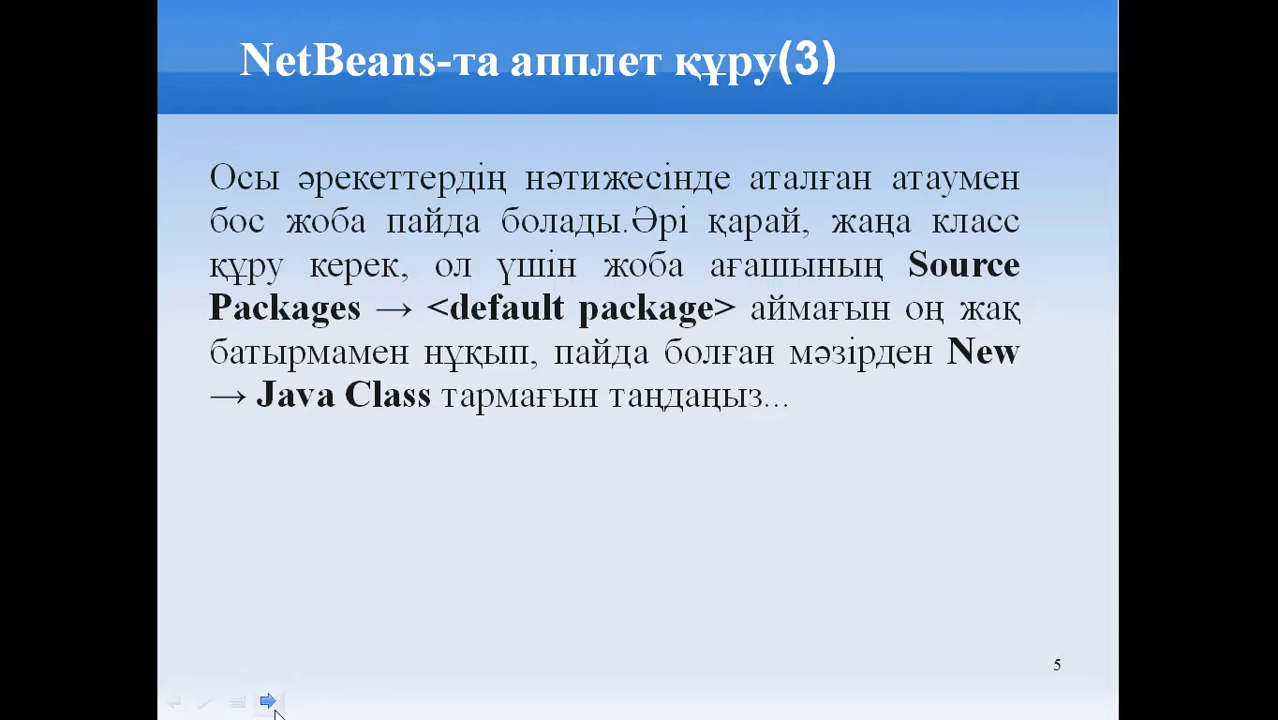 NetBeans-та апплет құру(3)
Осы әрекеттердің нәтижесінде аталған атаумен
бос жоба пайда болады.Әрі қарай, жаңа класс
құру керек, ол үшін жоба ағашының Source
Packages → <default package> аймағын оң жақ
батырмамен нұқып, пайда болған мәзірден New
→ Java Class тармағын таңдаңыз...
5